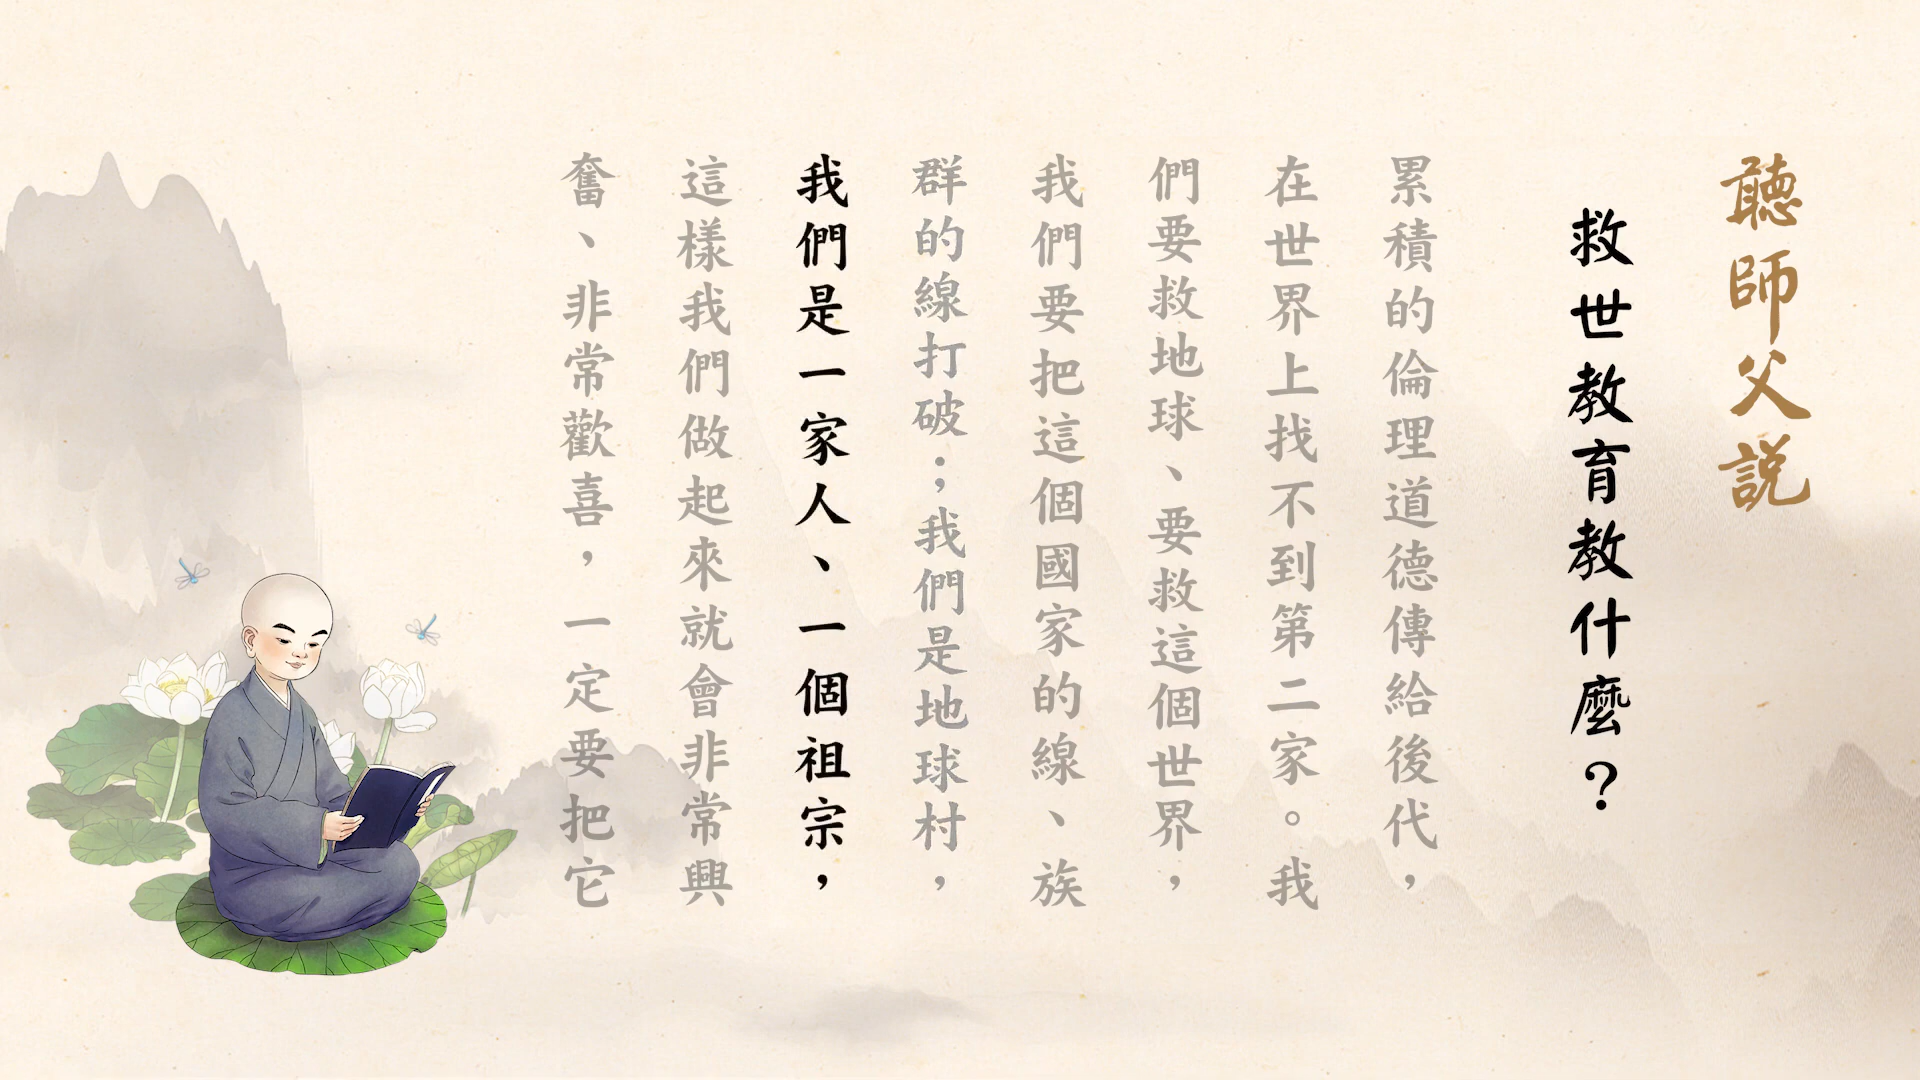 聽師父説
救世教育教什麼？
累積的倫理道德傳給後代，
在世界上找不到第二家。我
們要救地球、要救這個世界，
我們要把這個國家的線、族
群的線打破；我們是地球村，
我們是一家人、一個祖宗，
這樣我們做起來就會非常興
奮、非常歡喜，一定要把它